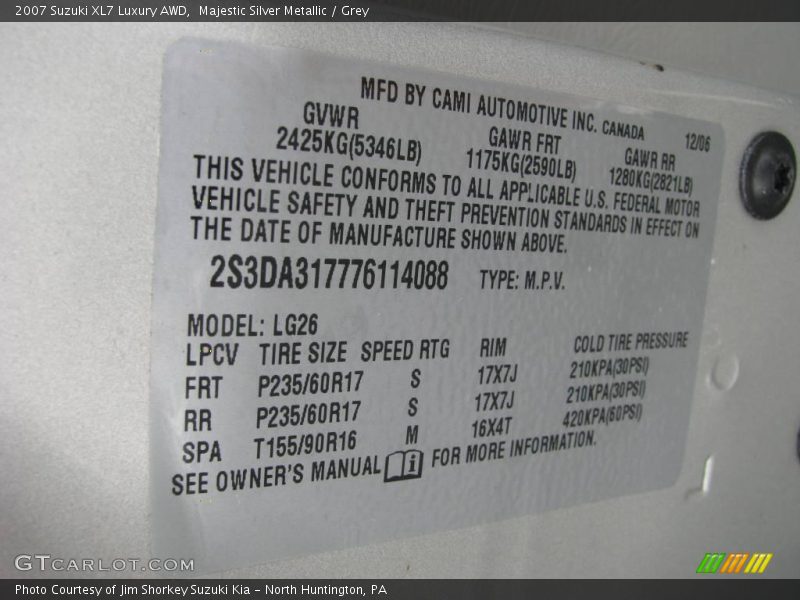 2007 Suzuki XL7 Luxury AWD, Majestic Silver Metallic / Grey
MFD BY CAMI AUTOMOTIVE INC. CANADA 12/06
GVWR GAWR FRT GAWR RR
2425KG(5346LB) 1175KG(2590LB) 1280KG(2821LB)
THIS VEHICLE CONFORMS TO ALL APPLICABLE U.S. FEDERAL MOTOR
VEHICLE SAFETY AND THEFT PREVENTION STANDARDS IN EFFECT ON
THE DATE OF MANUFACTURE SHOWN ABOVE.
2S3DA317776114088 TYPE: M.P.V.
MODEL: LG26
LPCV TIRE SIZE SPEED RTG RIM COLD TIRE PRESSURE
FRT P235/60R17 S 17X7J 210KPA(30PSI)
RR P235/60R17 S 17X7J 210KPA(30PSI)
SPA T155/90R16 M 16X4T 420KPA(60PSI)
SEE OWNER'S MANUAL i FOR MORE INFORMATION.
GTCARLOT.COM
Photo Courtesy of Jim Shorkey Suzuki Kia - North Huntington, PA